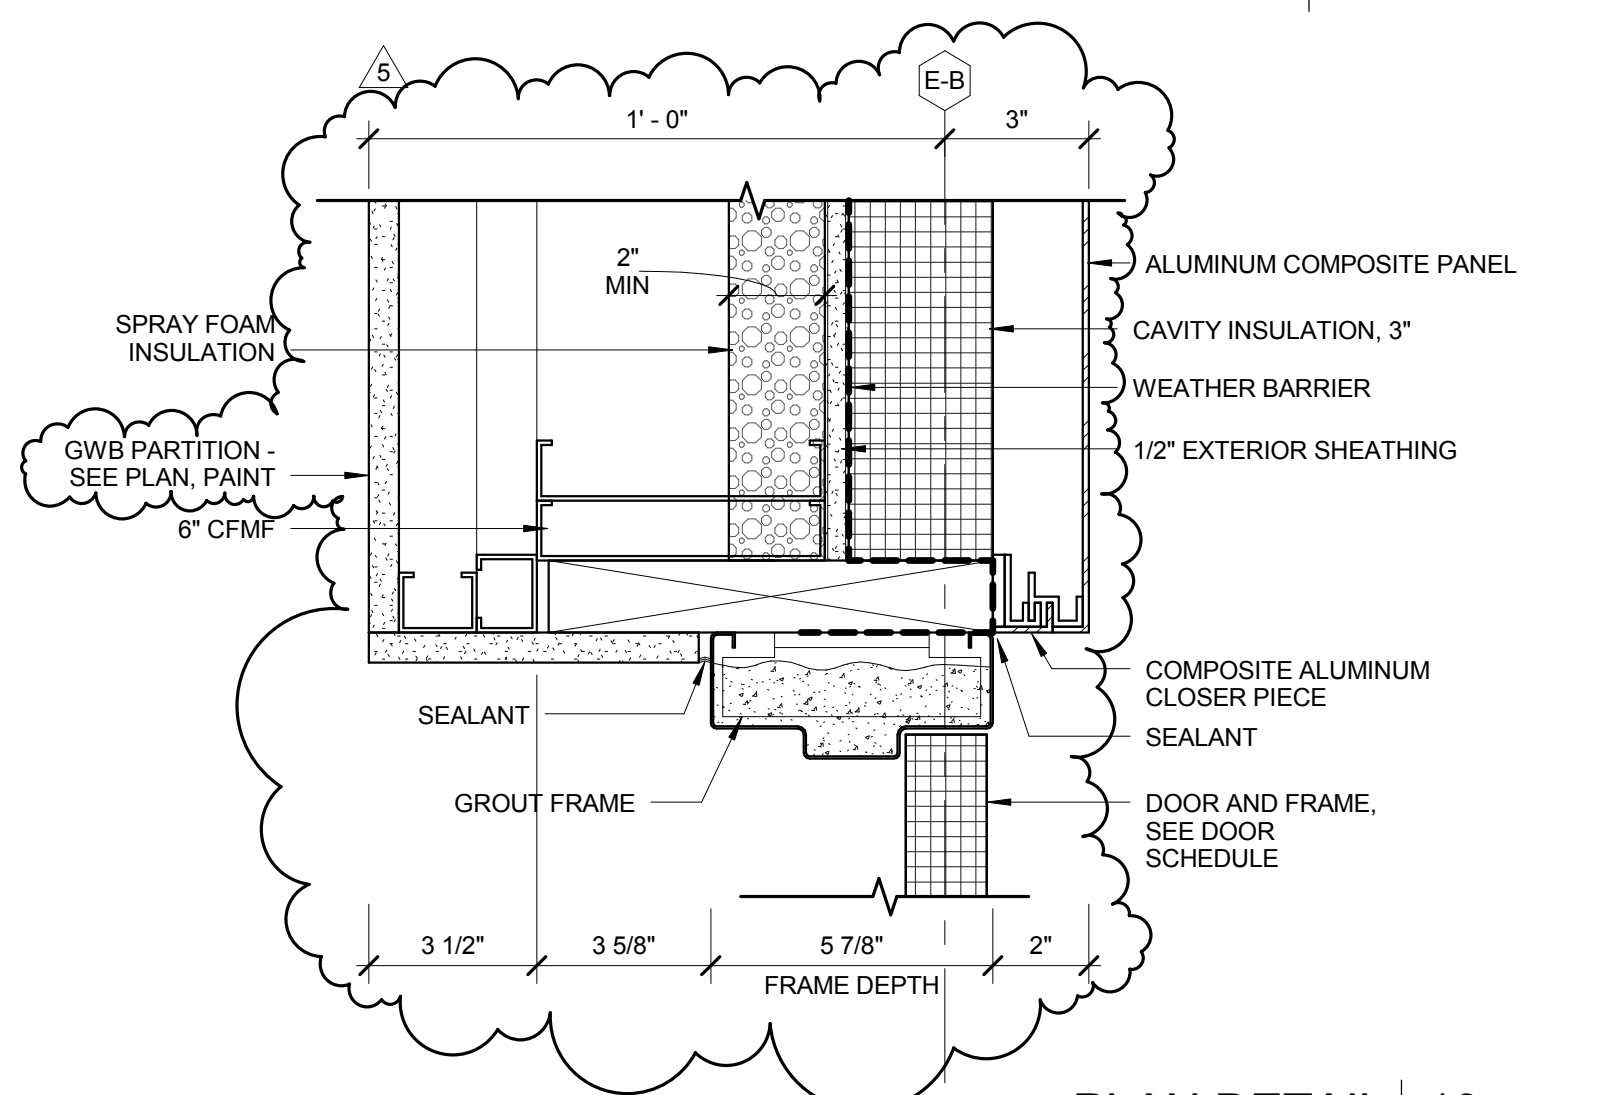 5
E-B
1' - 0"
3"
2"
MIN
ALUMINUM COMPOSITE PANEL
SPRAY FOAM
INSULATION
CAVITY INSULATION, 3"
WEATHER BARRIER
GWB PARTITION -
SEE PLAN, PAINT
1/2" EXTERIOR SHEATHING
6" CFMF
COMPOSITE ALUMINUM
CLOSER PIECE
SEALANT
SEALANT
GROUT FRAME
DOOR AND FRAME,
SEE DOOR
SCHEDULE
3 1/2"
3 5/8"
5 7/8"
2"
FRAME DEPTH
PLAN DETAIL